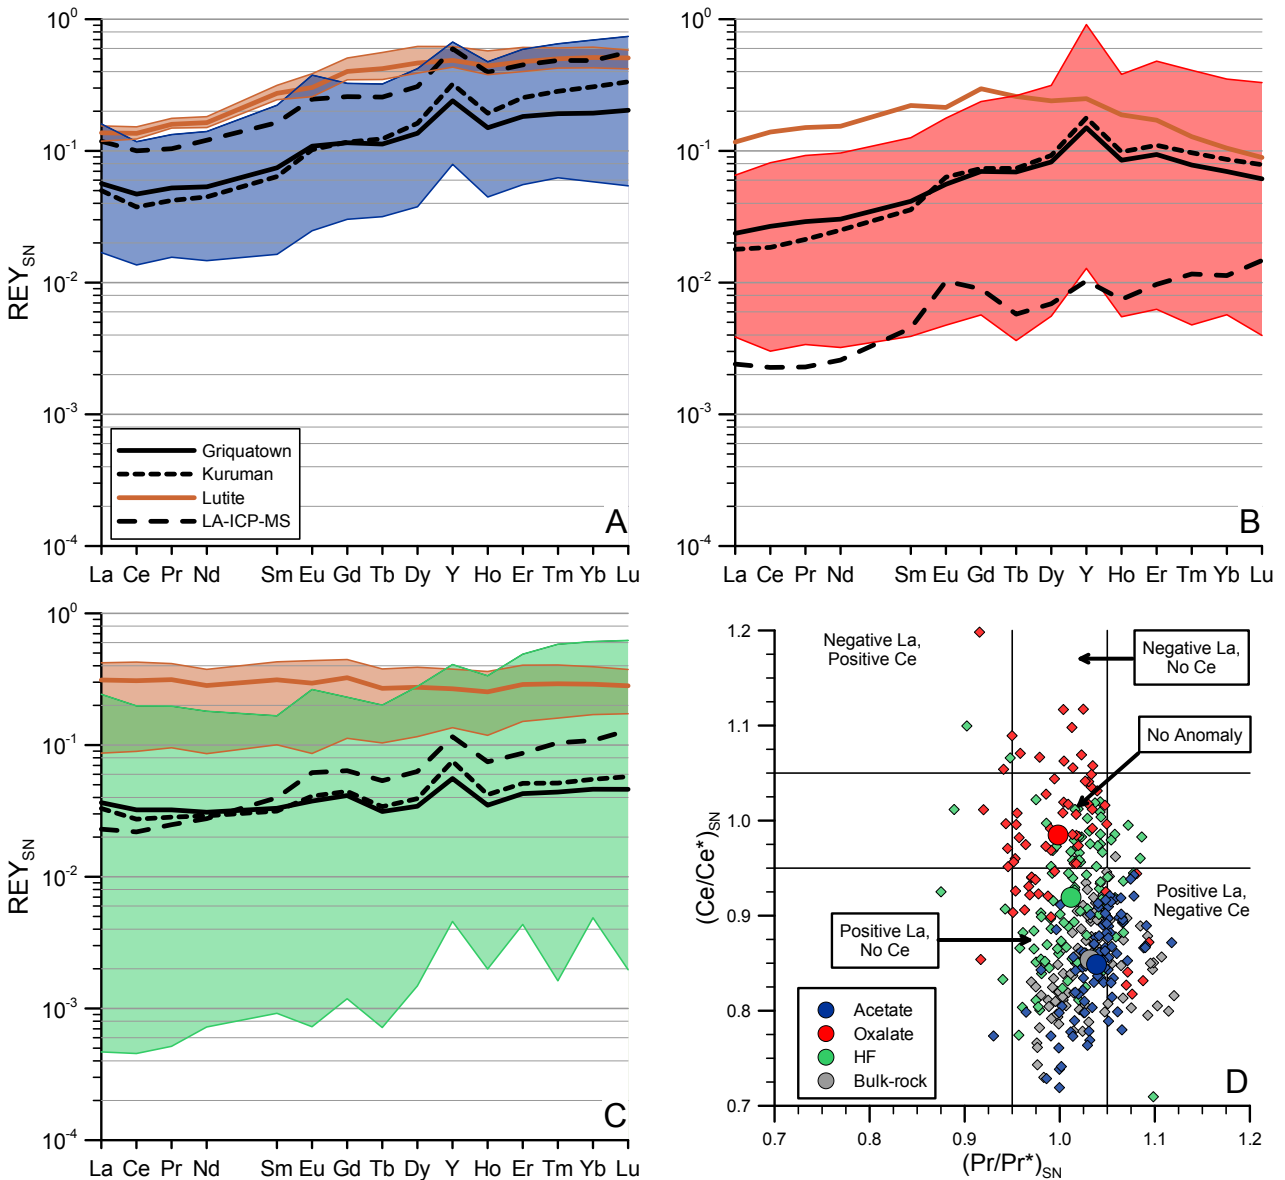 10⁰
10⁻¹
10⁻²
10⁻³
10⁻⁴
REY_SN
Griquatown
Kuruman
Lutite
LA-ICP-MS
A
La Ce Pr Nd Sm Eu Gd Tb Dy Y Ho Er Tm Yb Lu
10⁰
10⁻¹
10⁻²
10⁻³
10⁻⁴
B
La Ce Pr Nd Sm Eu Gd Tb Dy Y Ho Er Tm Yb Lu
10⁰
10⁻¹
10⁻²
10⁻³
10⁻⁴
REY_SN
C
La Ce Pr Nd Sm Eu Gd Tb Dy Y Ho Er Tm Yb Lu
1.2
1.1
1.0
0.9
0.8
0.7
(Ce/Ce*)_SN
Negative La,
Positive Ce
Negative La,
No Ce
No Anomaly
Positive La,
Negative Ce
Positive La,
No Ce
Acetate
Oxalate
HF
Bulk-rock
D
0.7 0.8 0.9 1.0 1.1 1.2
(Pr/Pr*)_SN